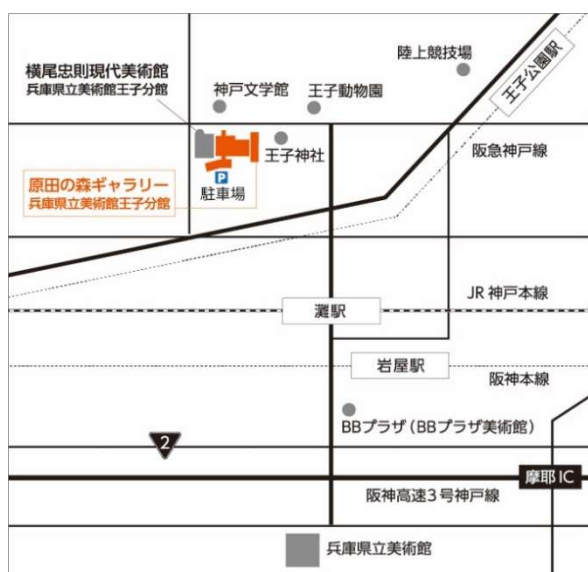 陸上競技場
王子公園駅
横尾忠則現代美術館
兵庫県立美術館王子分館
神戸文学館
王子動物園
王子神社
阪急神戸線
原田の森ギャラリー
兵庫県立美術館王子分館
P
駐車場
JR 神戸本線
灘駅
岩屋駅
阪神本線
BBプラザ(BBプラザ美術館)
2
摩耶IC
阪神高速3号神戸線
兵庫県立美術館